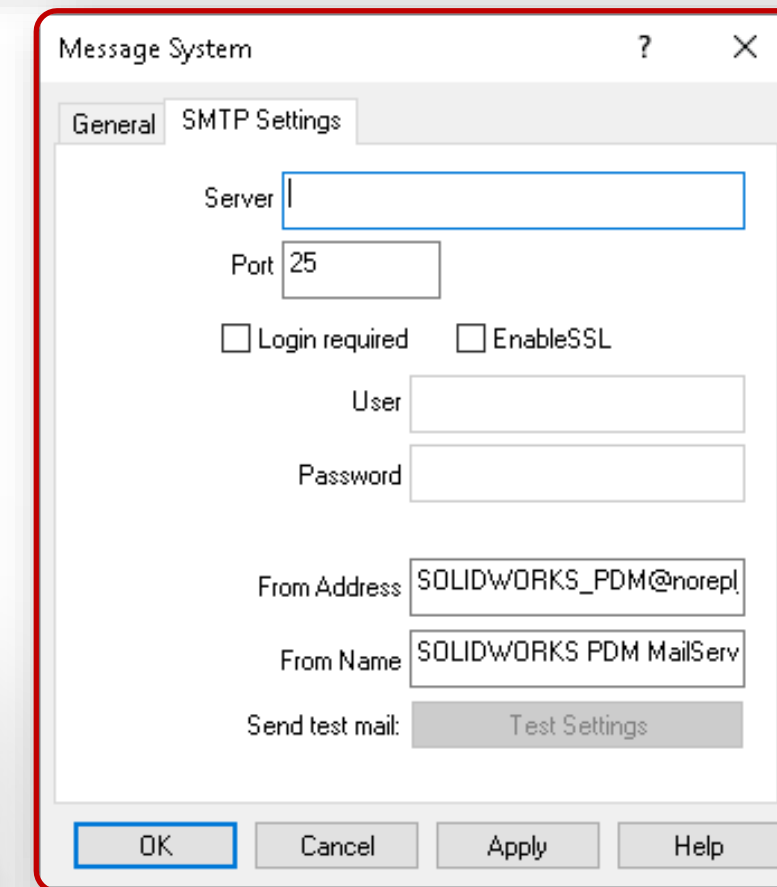 Message System ?
General SMTP Settings
Server
Port 25
Login required EnableSSL
User
Password
From Address SOLIDWORKS_PDM@norepl
From Name SOLIDWORKS PDM MailServ
Send test mail: Test Settings
OK Cancel Apply Help